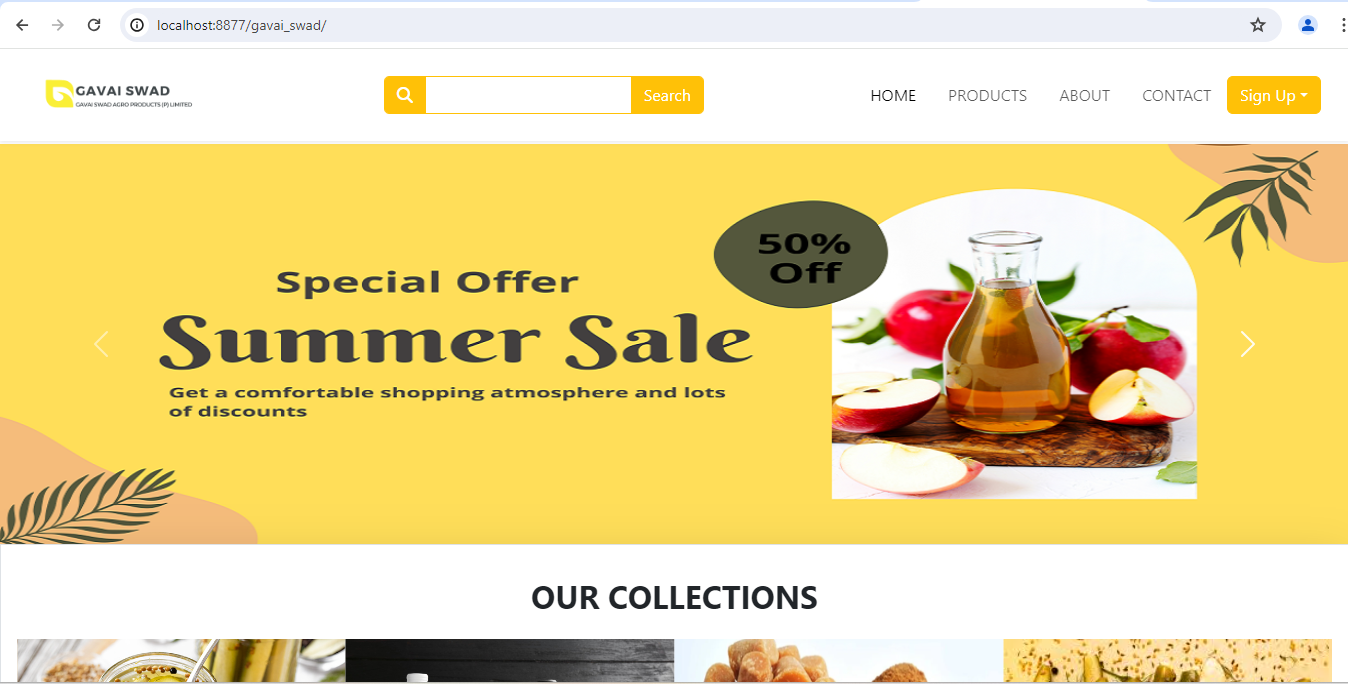 localhost:8877/gavai_swad/
GAVAI SWAD
GAVAI SWAD AGRO PRODUCTS (P) LIMITED
Search
HOME
PRODUCTS
ABOUT
CONTACT
Sign Up
50%
Off
Special Offer
Summer Sale
Get a comfortable shopping atmosphere and lots
of discounts
OUR COLLECTIONS